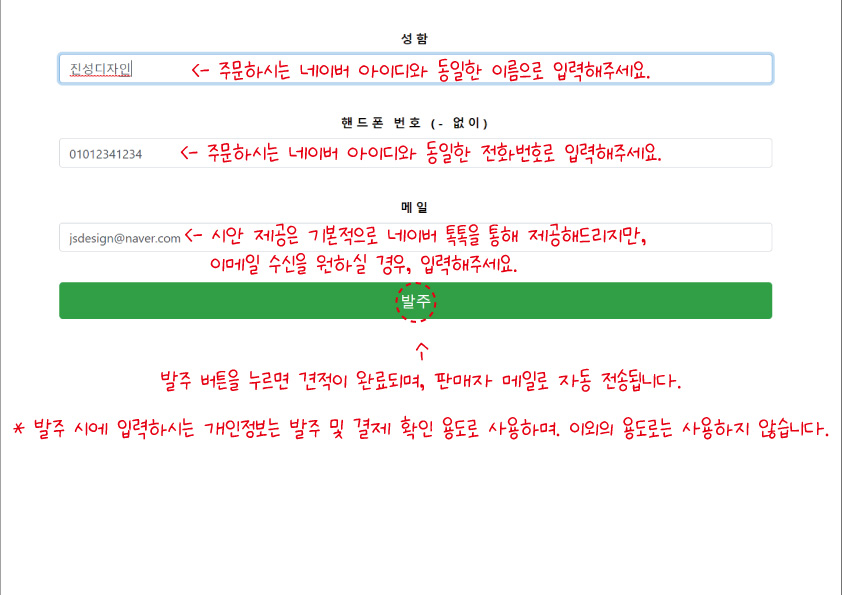 성함
진성디자인 <- 주문하시는 네이버 아이디와 동일한 이름으로 입력해주세요.
핸드폰 번호 (- 없이)
01012341234 <- 주문하시는 네이버 아이디와 동일한 전화번호로 입력해주세요.
메일
jsdesign@naver.com <- 시안 제공은 기본적으로 네이버 톡톡을 통해 제공해드리지만,
이메일 수신을 원하실 경우, 입력해주세요.
발주
↑
발주 버튼을 누르면 견적이 완료되며, 판매자 메일로 자동 전송됩니다.
* 발주 시에 입력하시는 개인정보는 발주 및 결제 확인 용도로 사용하며. 이외의 용도로는 사용하지 않습니다.